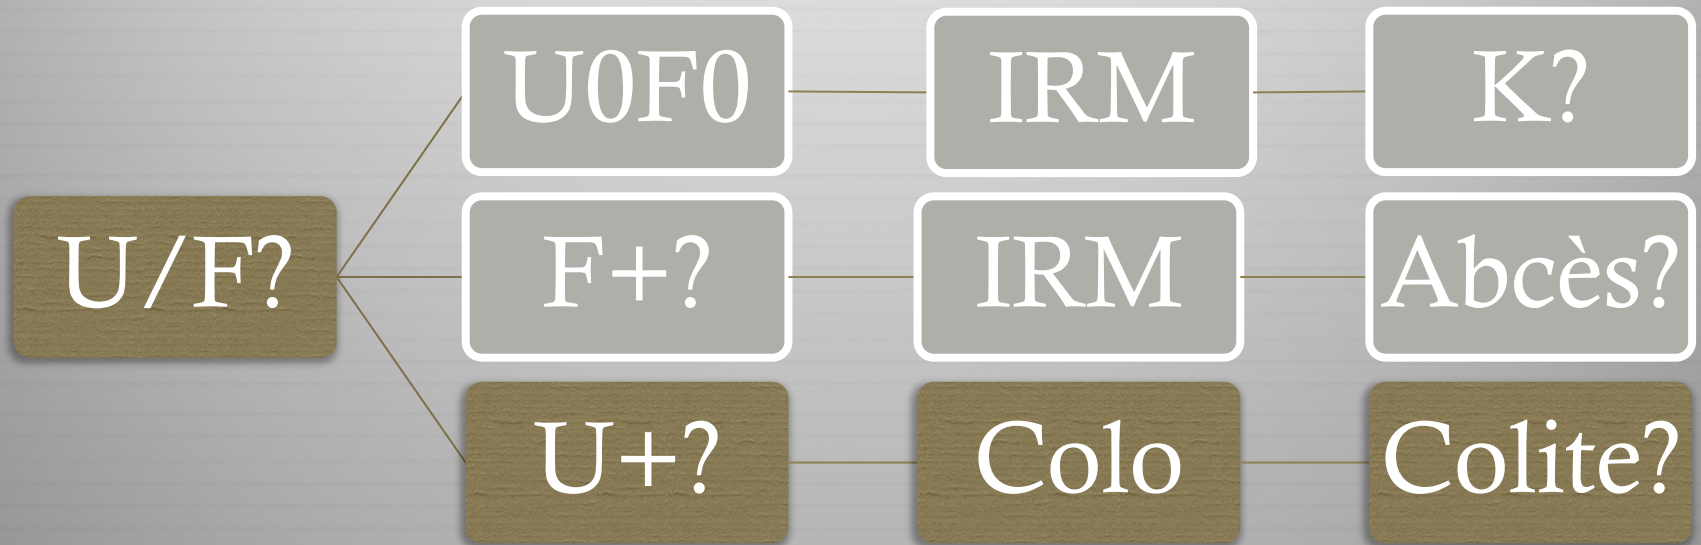 U0F0
IRM
K?
U/F?
F+?
IRM
Abcès?
U+?
Colo
Colite?